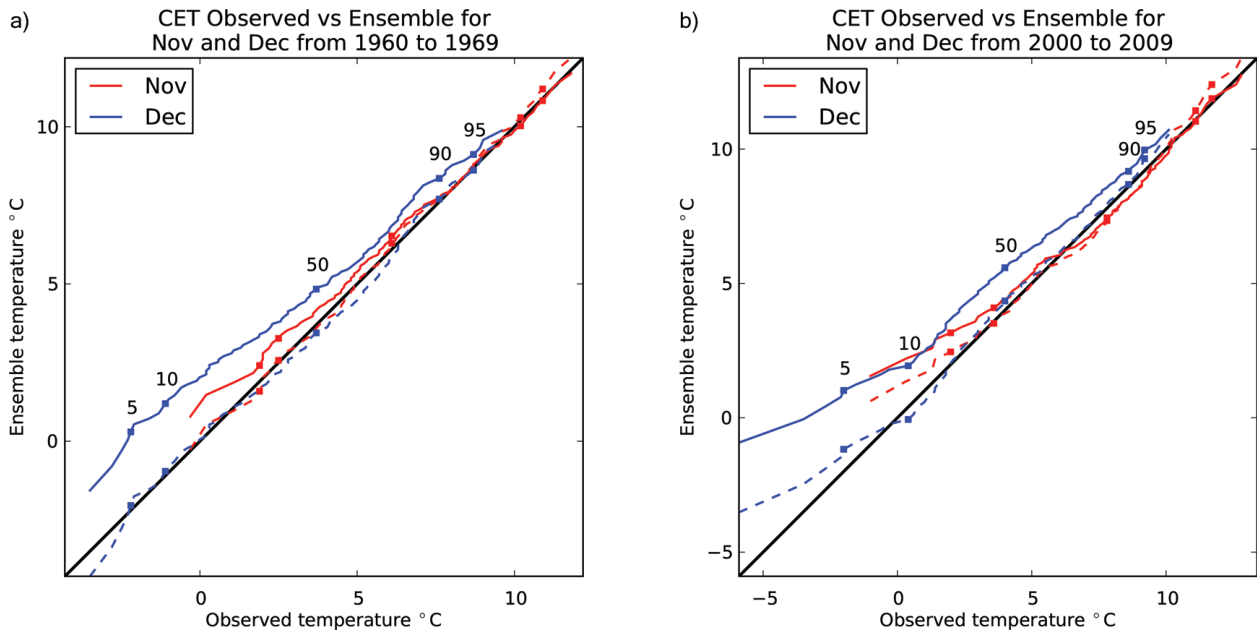 a)
CET Observed vs Ensemble for
Nov and Dec from 1960 to 1969
Nov
Dec
95
90
50
10
5
10
5
0
Ensemble temperature °C
0 5 10
Observed temperature °C
b)
CET Observed vs Ensemble for
Nov and Dec from 2000 to 2009
Nov
Dec
95
90
50
10
5
10
5
0
−5
Ensemble temperature °C
−5 0 5 10
Observed temperature °C